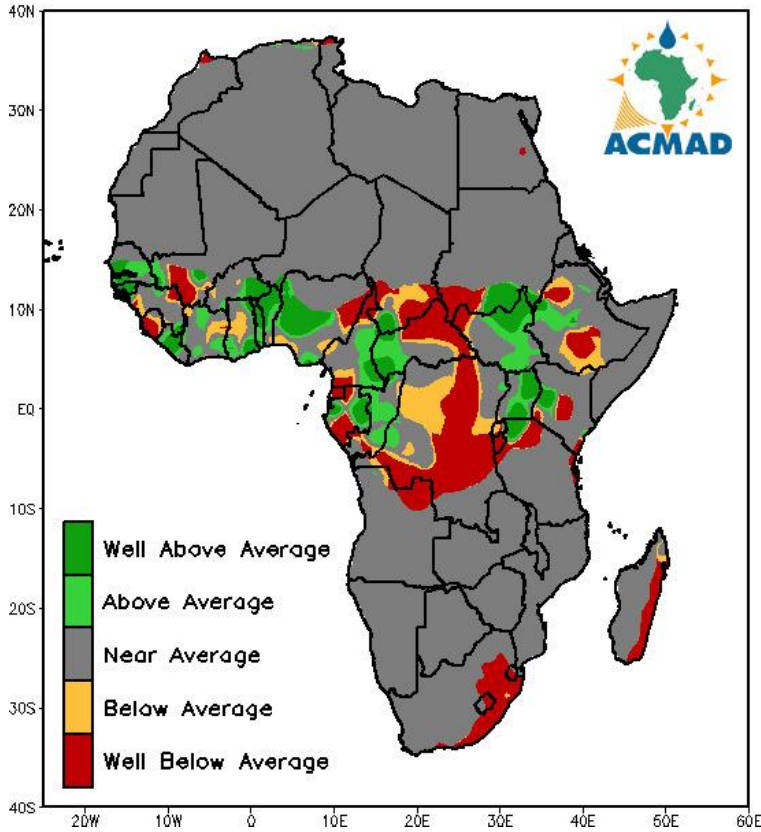 40N
30N
20N
10N
EQ
10S
20S
30S
40S
ACMAD
Well Above Average
Above Average
Near Average
Below Average
Well Below Average
20W 10W 0 10E 20E 30E 40E 50E 60E